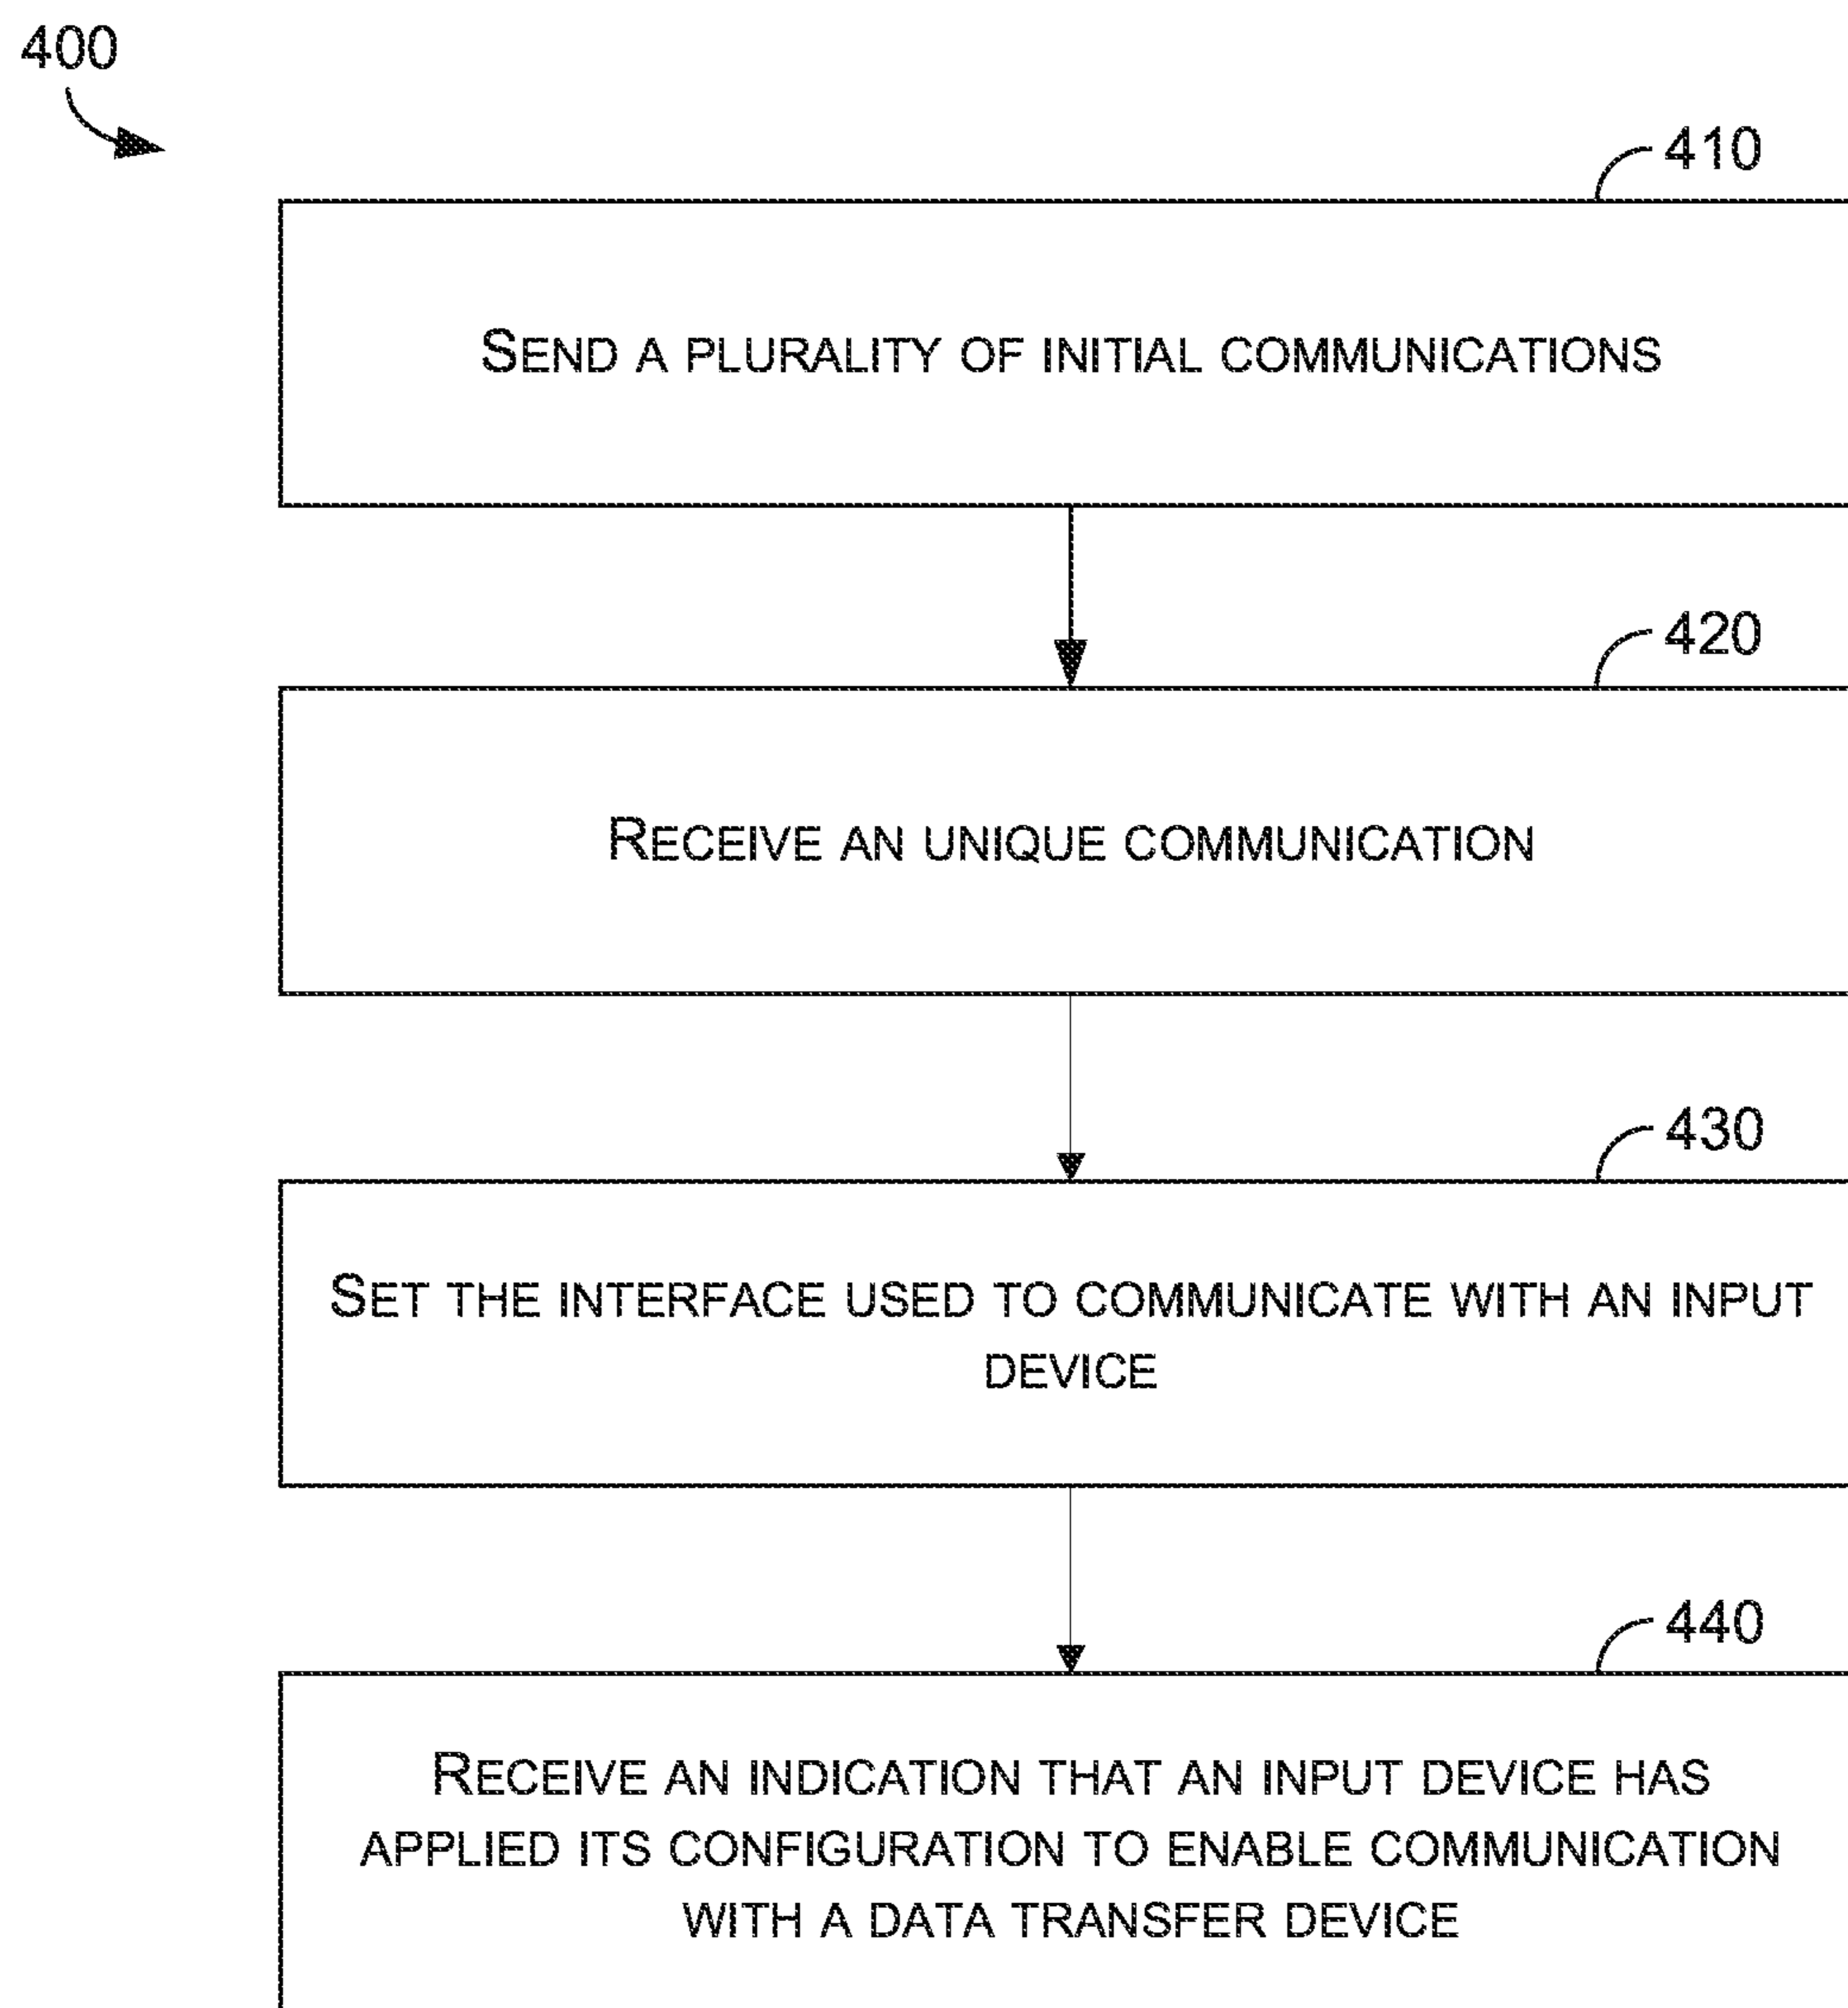 400
410
SEND A PLURALITY OF INITIAL COMMUNICATIONS
420
RECEIVE AN UNIQUE COMMUNICATION
430
SET THE INTERFACE USED TO COMMUNICATE WITH AN INPUT
DEVICE
440
RECEIVE AN INDICATION THAT AN INPUT DEVICE HAS
APPLIED ITS CONFIGURATION TO ENABLE COMMUNICATION
WITH A DATA TRANSFER DEVICE